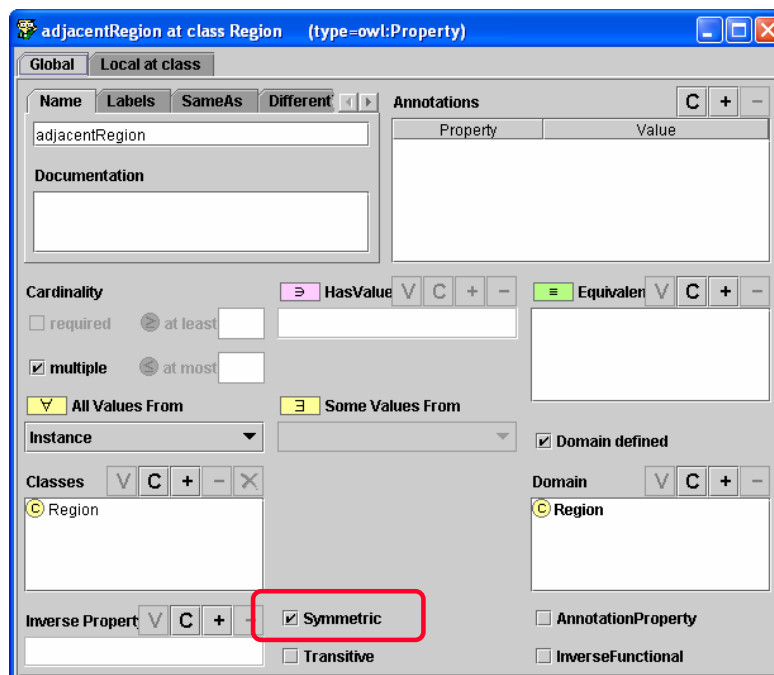 adjacentRegion at class Region (type=owl:Property)
Global Local at class
Name Labels SameAs Different
adjacentRegion
Documentation
Annotations C + −
Property Value
Cardinality
required ≥ at least
multiple ≤ at most
∋ HasValue V C + −
≡ Equivalen V C + −
∀ All Values From
Instance
∃ Some Values From
Domain defined
Classes V C + − X
C Region
Domain V C + −
C Region
Inverse Propert V C + −
Symmetric
Transitive
AnnotationProperty
InverseFunctional